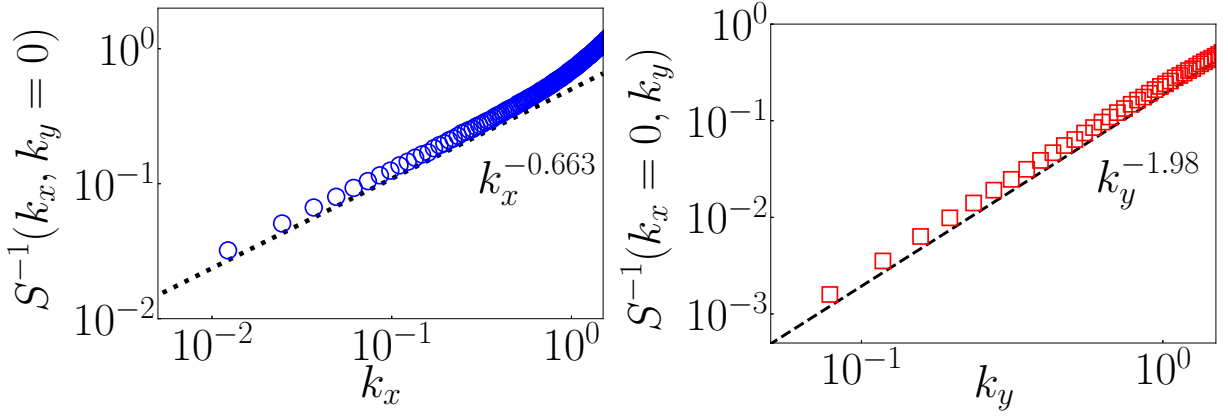 S^{-1}(k_x, k_y = 0)
10^0
10^{-1}
10^{-2}
k_x^{-0.663}
10^{-2} 10^{-1} 10^0
k_x
S^{-1}(k_x = 0, k_y)
10^0
10^{-1}
10^{-2}
10^{-3}
k_y^{-1.98}
10^{-1} 10^0
k_y